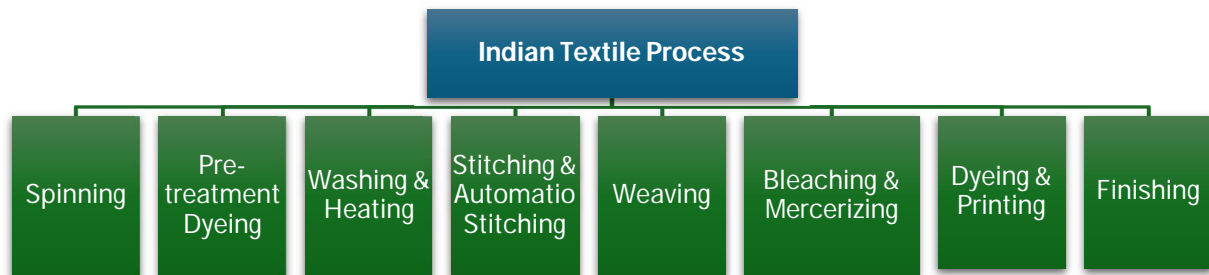 Indian Textile Process
Spinning
Pre-
treatment
Dyeing
Washing &
Heating
Stitching &
Automatio
Stitching
Weaving
Bleaching &
Mercerizing
Dyeing &
Printing
Finishing